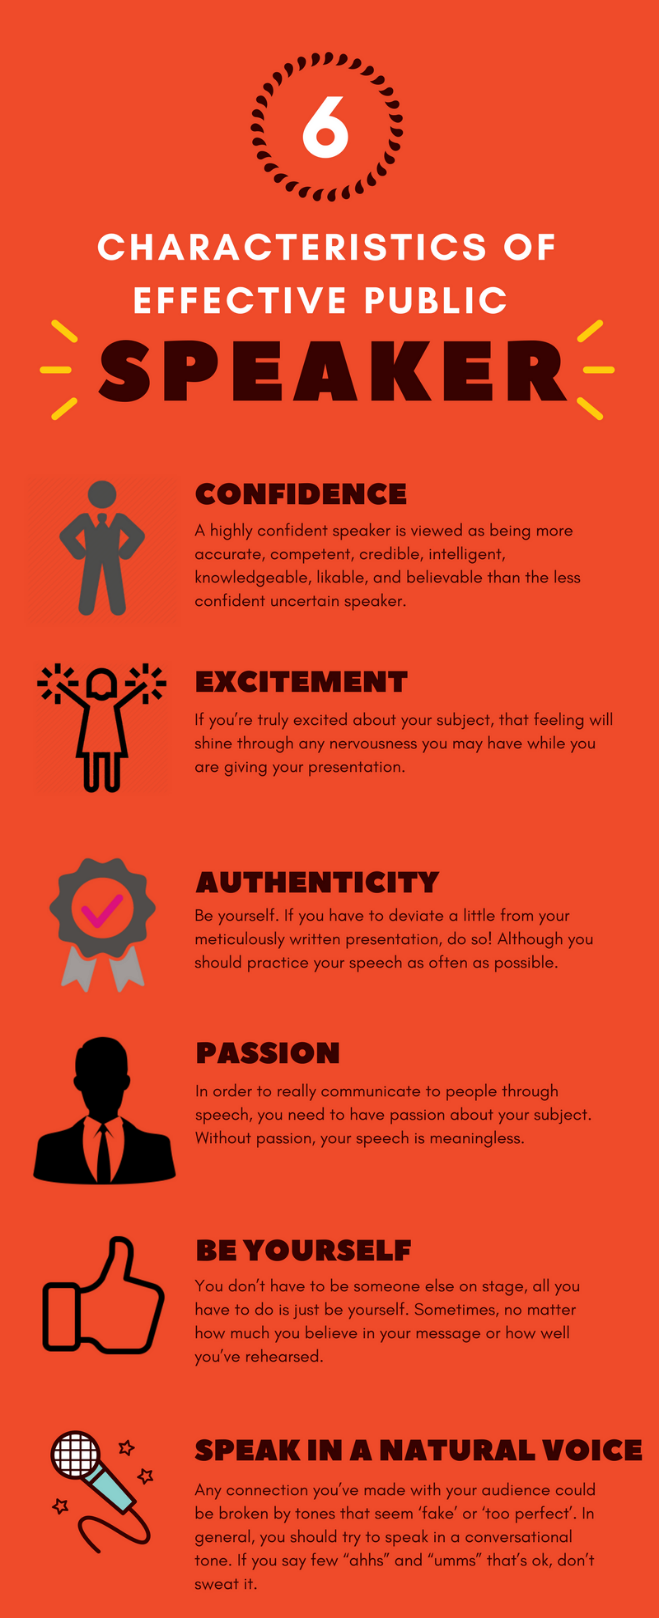 6
CHARACTERISTICS OF
EFFECTIVE PUBLIC
SPEAKER
CONFIDENCE
A highly confident speaker is viewed as being more
accurate, competent, credible, intelligent,
knowledgeable, likable, and believable than the less
confident uncertain speaker.
EXCITEMENT
If you're truly excited about your subject, that feeling will
shine through any nervousness you may have while you
are giving your presentation.
AUTHENTICITY
Be yourself. If you have to deviate a little from your
meticulously written presentation, do so! Although you
should practice your speech as often as possible.
PASSION
In order to really communicate to people through
speech, you need to have passion about your subject.
Without passion, your speech is meaningless.
BE YOURSELF
You don't have to be someone else on stage, all you
have to do is just be yourself. Sometimes, no matter
how much you believe in your message or how well
you've rehearsed.
SPEAK IN A NATURAL VOICE
Any connection you've made with your audience could
be broken by tones that seem 'fake' or 'too perfect'. In
general, you should try to speak in a conversational
tone. If you say few “ahhs” and “umms” that's ok, don't
sweat it.